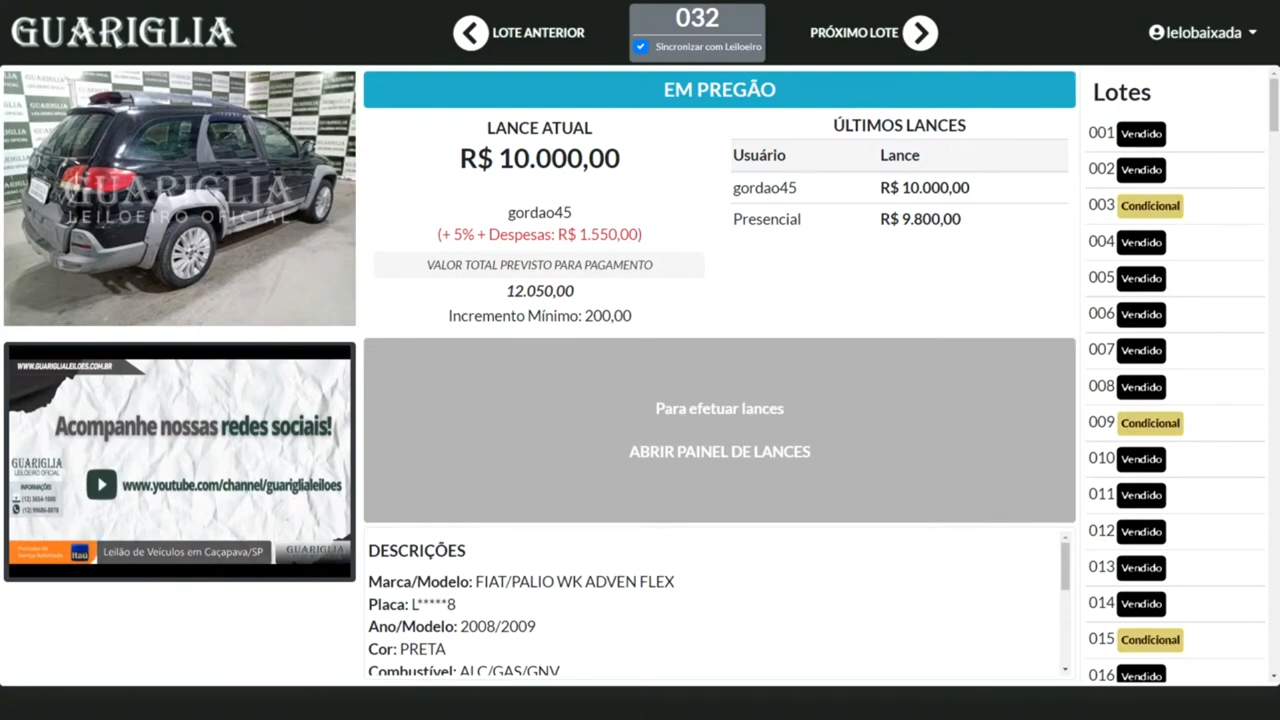 GUARIGLIA
LOTE ANTERIOR
032
Sincronizar com Leiloeiro
PRÓXIMO LOTE
lelobaixada
GUARIGLIA
LEILOEIRO OFICIAL
EM PREGÃO
LANCE ATUAL
R$ 10.000,00
gordao45
(+ 5% + Despesas: R$ 1.550,00)
VALOR TOTAL PREVISTO PARA PAGAMENTO
12.050,00
Incremento Mínimo: 200,00
ÚLTIMOS LANCES
Usuário Lance
gordao45 R$ 10.000,00
Presencial R$ 9.800,00
Para efetuar lances
ABRIR PAINEL DE LANCES
WWW.GUARIGLIALEILOES.COM.BR
Acompanhe nossas redes sociais!
GUARIGLIA
LEILOEIRO OFICIAL
INFORMAÇÕES
(12) 3654-1000
www.youtube.com/channel/guariglialeiloes
Itaú
Leilão de Veículos em Caçapava/SP
GUARIGLIA
DESCRIÇÕES
Marca/Modelo: FIAT/PALIO WK ADVEN FLEX
Placa: L*****8
Ano/Modelo: 2008/2009
Cor: PRETA
Combustível: ALC/GAS/GNV
Lotes
001 Vendido
002 Vendido
003 Condicional
004 Vendido
005 Vendido
006 Vendido
007 Vendido
008 Vendido
009 Condicional
010 Vendido
011 Vendido
012 Vendido
013 Vendido
014 Vendido
015 Condicional
016 Vendido